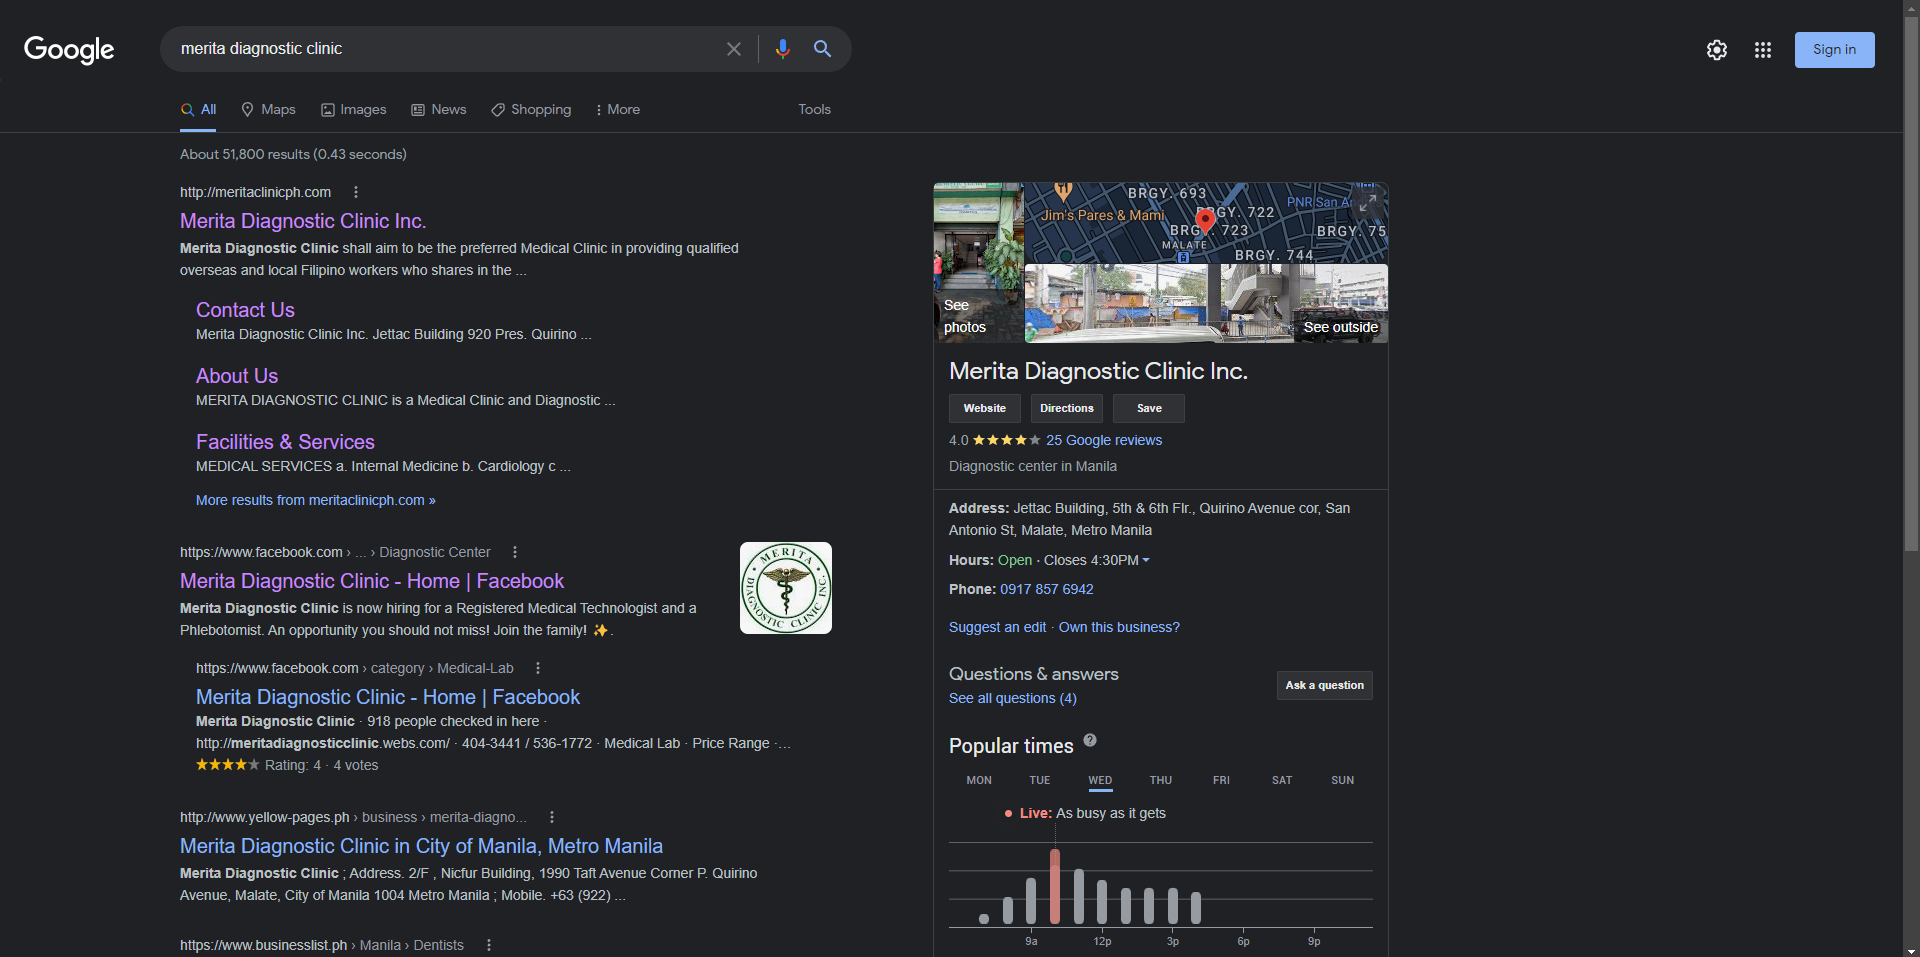 Google
merita diagnostic clinic
Sign in
All
Maps
Images
News
Shopping
More
Tools
About 51,800 results (0.43 seconds)
http://meritaclinicph.com
Merita Diagnostic Clinic Inc.
Merita Diagnostic Clinic shall aim to be the preferred Medical Clinic in providing qualified
overseas and local Filipino workers who shares in the ...
Contact Us
Merita Diagnostic Clinic Inc. Jettac Building 920 Pres. Quirino ...
About Us
MERITA DIAGNOSTIC CLINIC is a Medical Clinic and Diagnostic ...
Facilities & Services
MEDICAL SERVICES a. Internal Medicine b. Cardiology c ...
More results from meritaclinicph.com »
https://www.facebook.com › ... › Diagnostic Center
Merita Diagnostic Clinic - Home | Facebook
Merita Diagnostic Clinic is now hiring for a Registered Medical Technologist and a
Phlebotomist. An opportunity you should not miss! Join the family! ✨.
MERITA
DIAGNOSTIC CLINIC INC.
https://www.facebook.com › category › Medical-Lab
Merita Diagnostic Clinic - Home | Facebook
Merita Diagnostic Clinic · 918 people checked in here ·
http://meritadiagnosticclinic.webs.com/ · 404-3441 / 536-1772 · Medical Lab · Price Range ·...
Rating: 4 · 4 votes
http://www.yellow-pages.ph › business › merita-diagno...
Merita Diagnostic Clinic in City of Manila, Metro Manila
Merita Diagnostic Clinic ; Address. 2/F , Nicfur Building, 1990 Taft Avenue Corner P. Quirino
Avenue, Malate, City of Manila 1004 Metro Manila ; Mobile. +63 (922) ...
https://www.businesslist.ph › Manila › Dentists
BRGY. 693
PNR San An
Jim's Pares & Mami
BRGY. 722
BRGY. 723
BRGY. 75
MALATE
BRGY. 744
See
photos
See outside
Merita Diagnostic Clinic Inc.
Website
Directions
Save
4.0
25 Google reviews
Diagnostic center in Manila
Address: Jettac Building, 5th & 6th Flr., Quirino Avenue cor, San
Antonio St, Malate, Metro Manila
Hours: Open · Closes 4:30PM
Phone: 0917 857 6942
Suggest an edit · Own this business?
Questions & answers
See all questions (4)
Ask a question
Popular times
?
MON TUE WED THU FRI SAT SUN
Live: As busy as it gets
9a 12p 3p 6p 9p